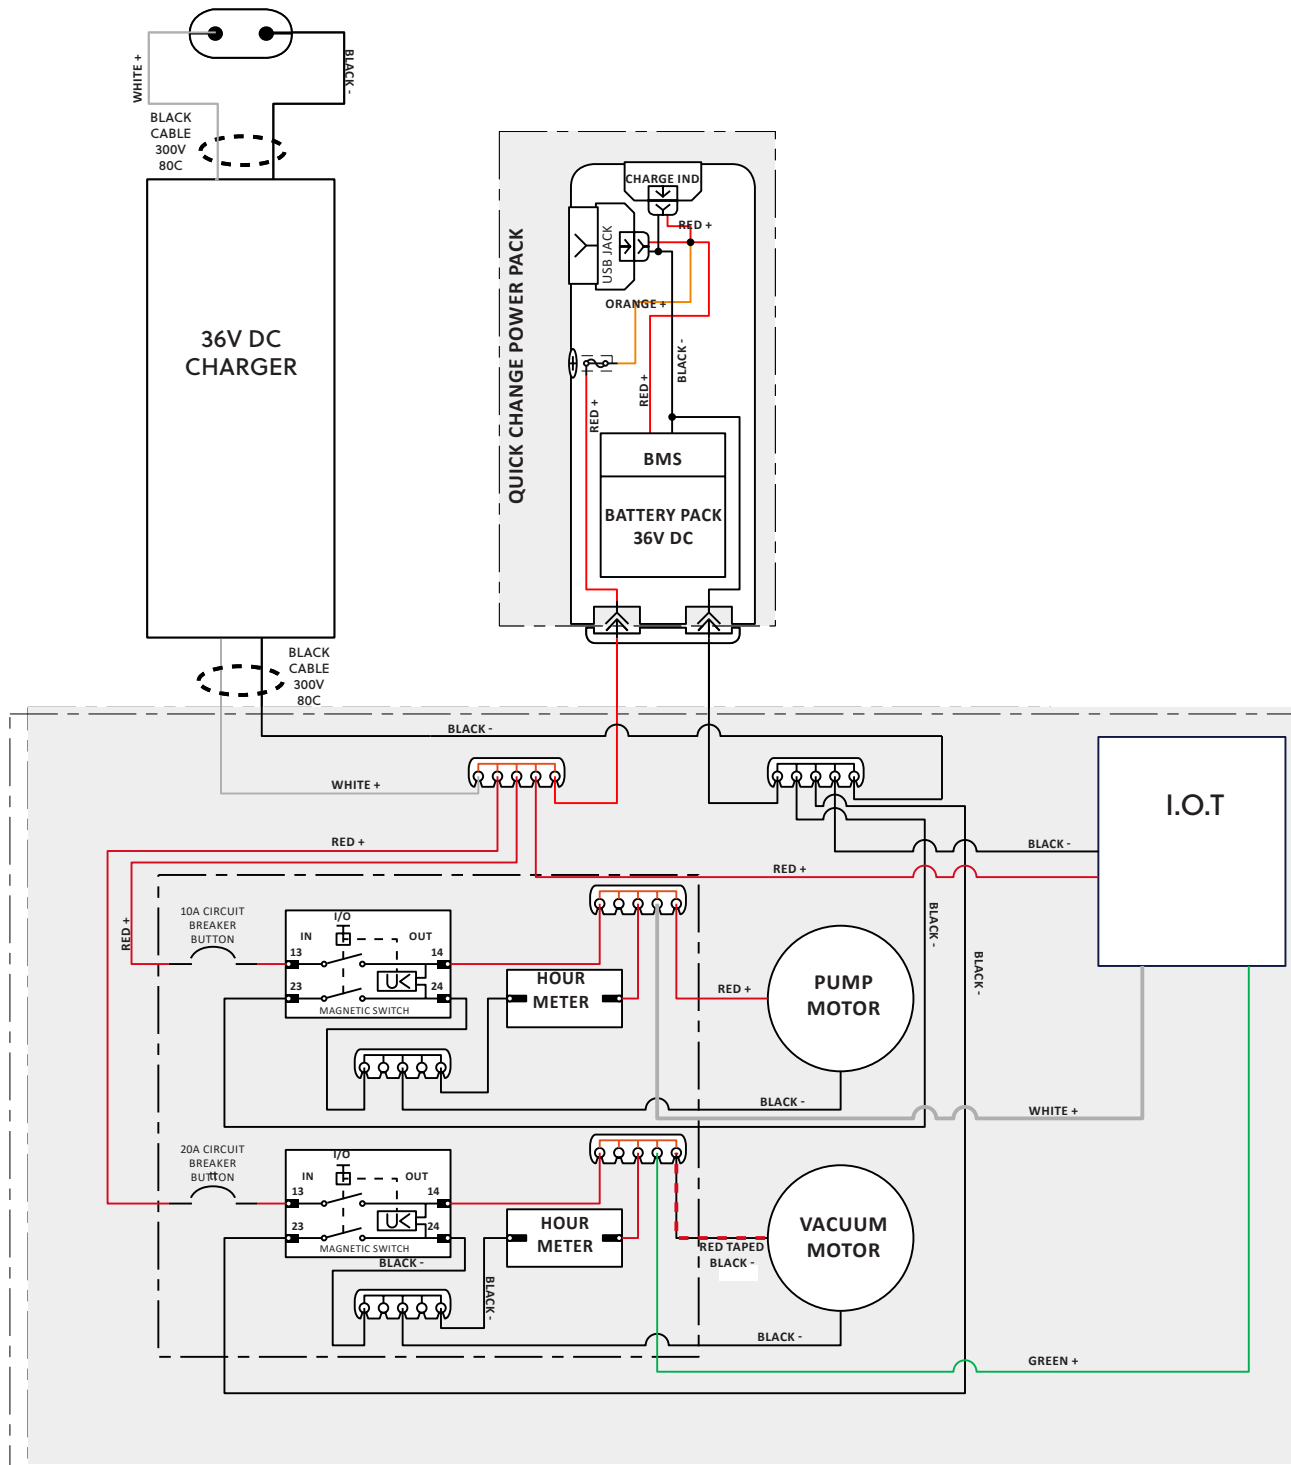 WHITE +
BLACK -
BLACK
CABLE
300V
80C
36V DC
CHARGER
BLACK
CABLE
300V
80C
QUICK CHANGE POWER PACK
CHARGE IND
RED +
USB JACK
ORANGE +
BLACK -
RED +
RED +
BMS
BATTERY PACK
36V DC
BLACK -
WHITE +
I.O.T
RED +
BLACK -
RED +
RED +
10A CIRCUIT
BREAKER
BUTTON
I/O
IN
OUT
13
14
23
24
U<
MAGNETIC SWITCH
HOUR
METER
RED +
PUMP
MOTOR
BLACK -
BLACK -
BLACK -
WHITE +
20A CIRCUIT
BREAKER
BUTTON
tt
I/O
IN
OUT
13
14
23
24
U<
MAGNETIC SWITCH
BLACK -
HOUR
METER
BLACK -
RED TAPED
BLACK -
VACUUM
MOTOR
BLACK -
GREEN +